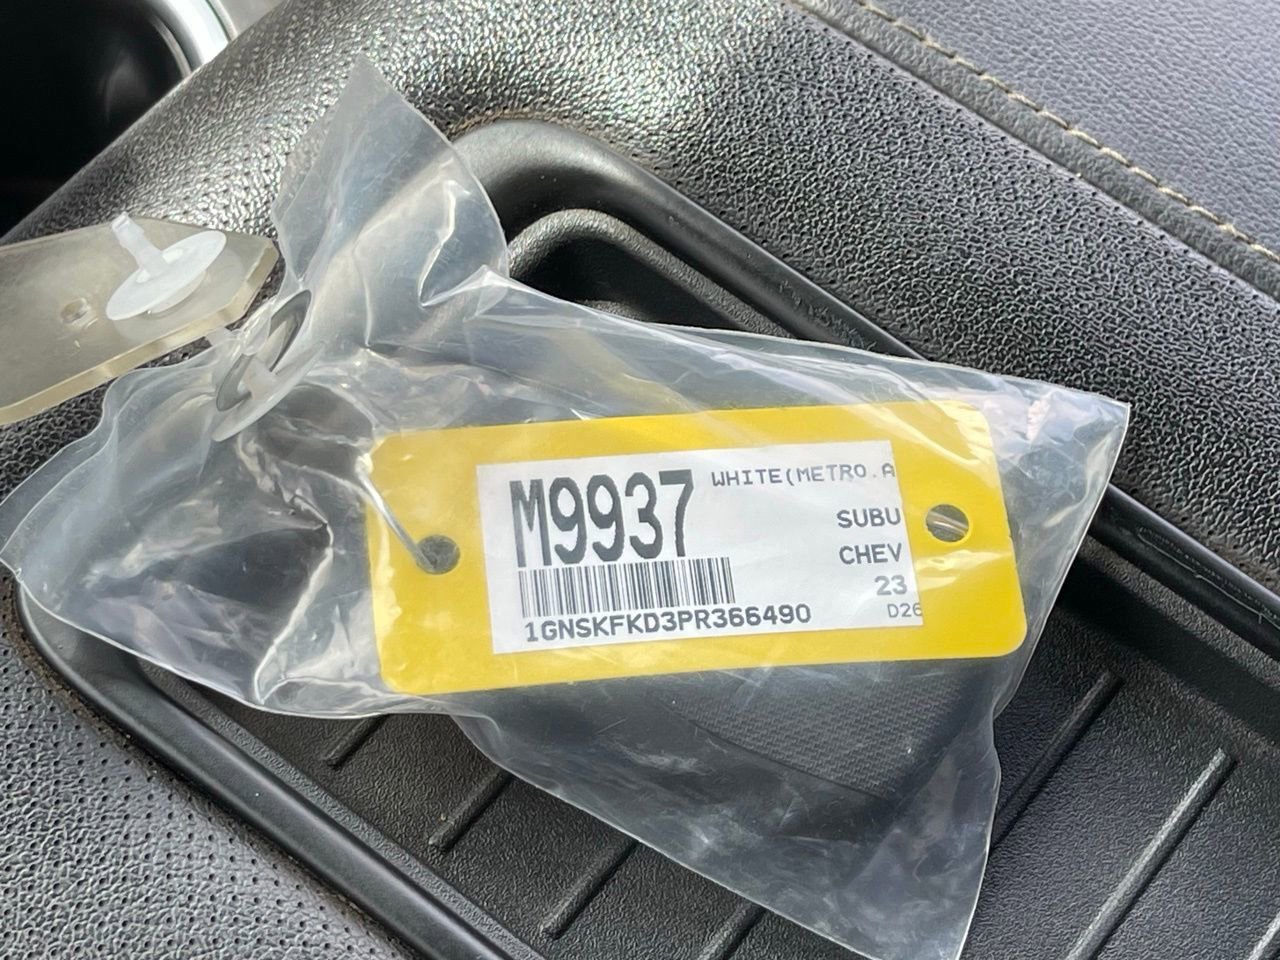 M9937 WHITE(METRO.A
SUBU
CHEV
23
1GNSKFKD3PR366490 D26